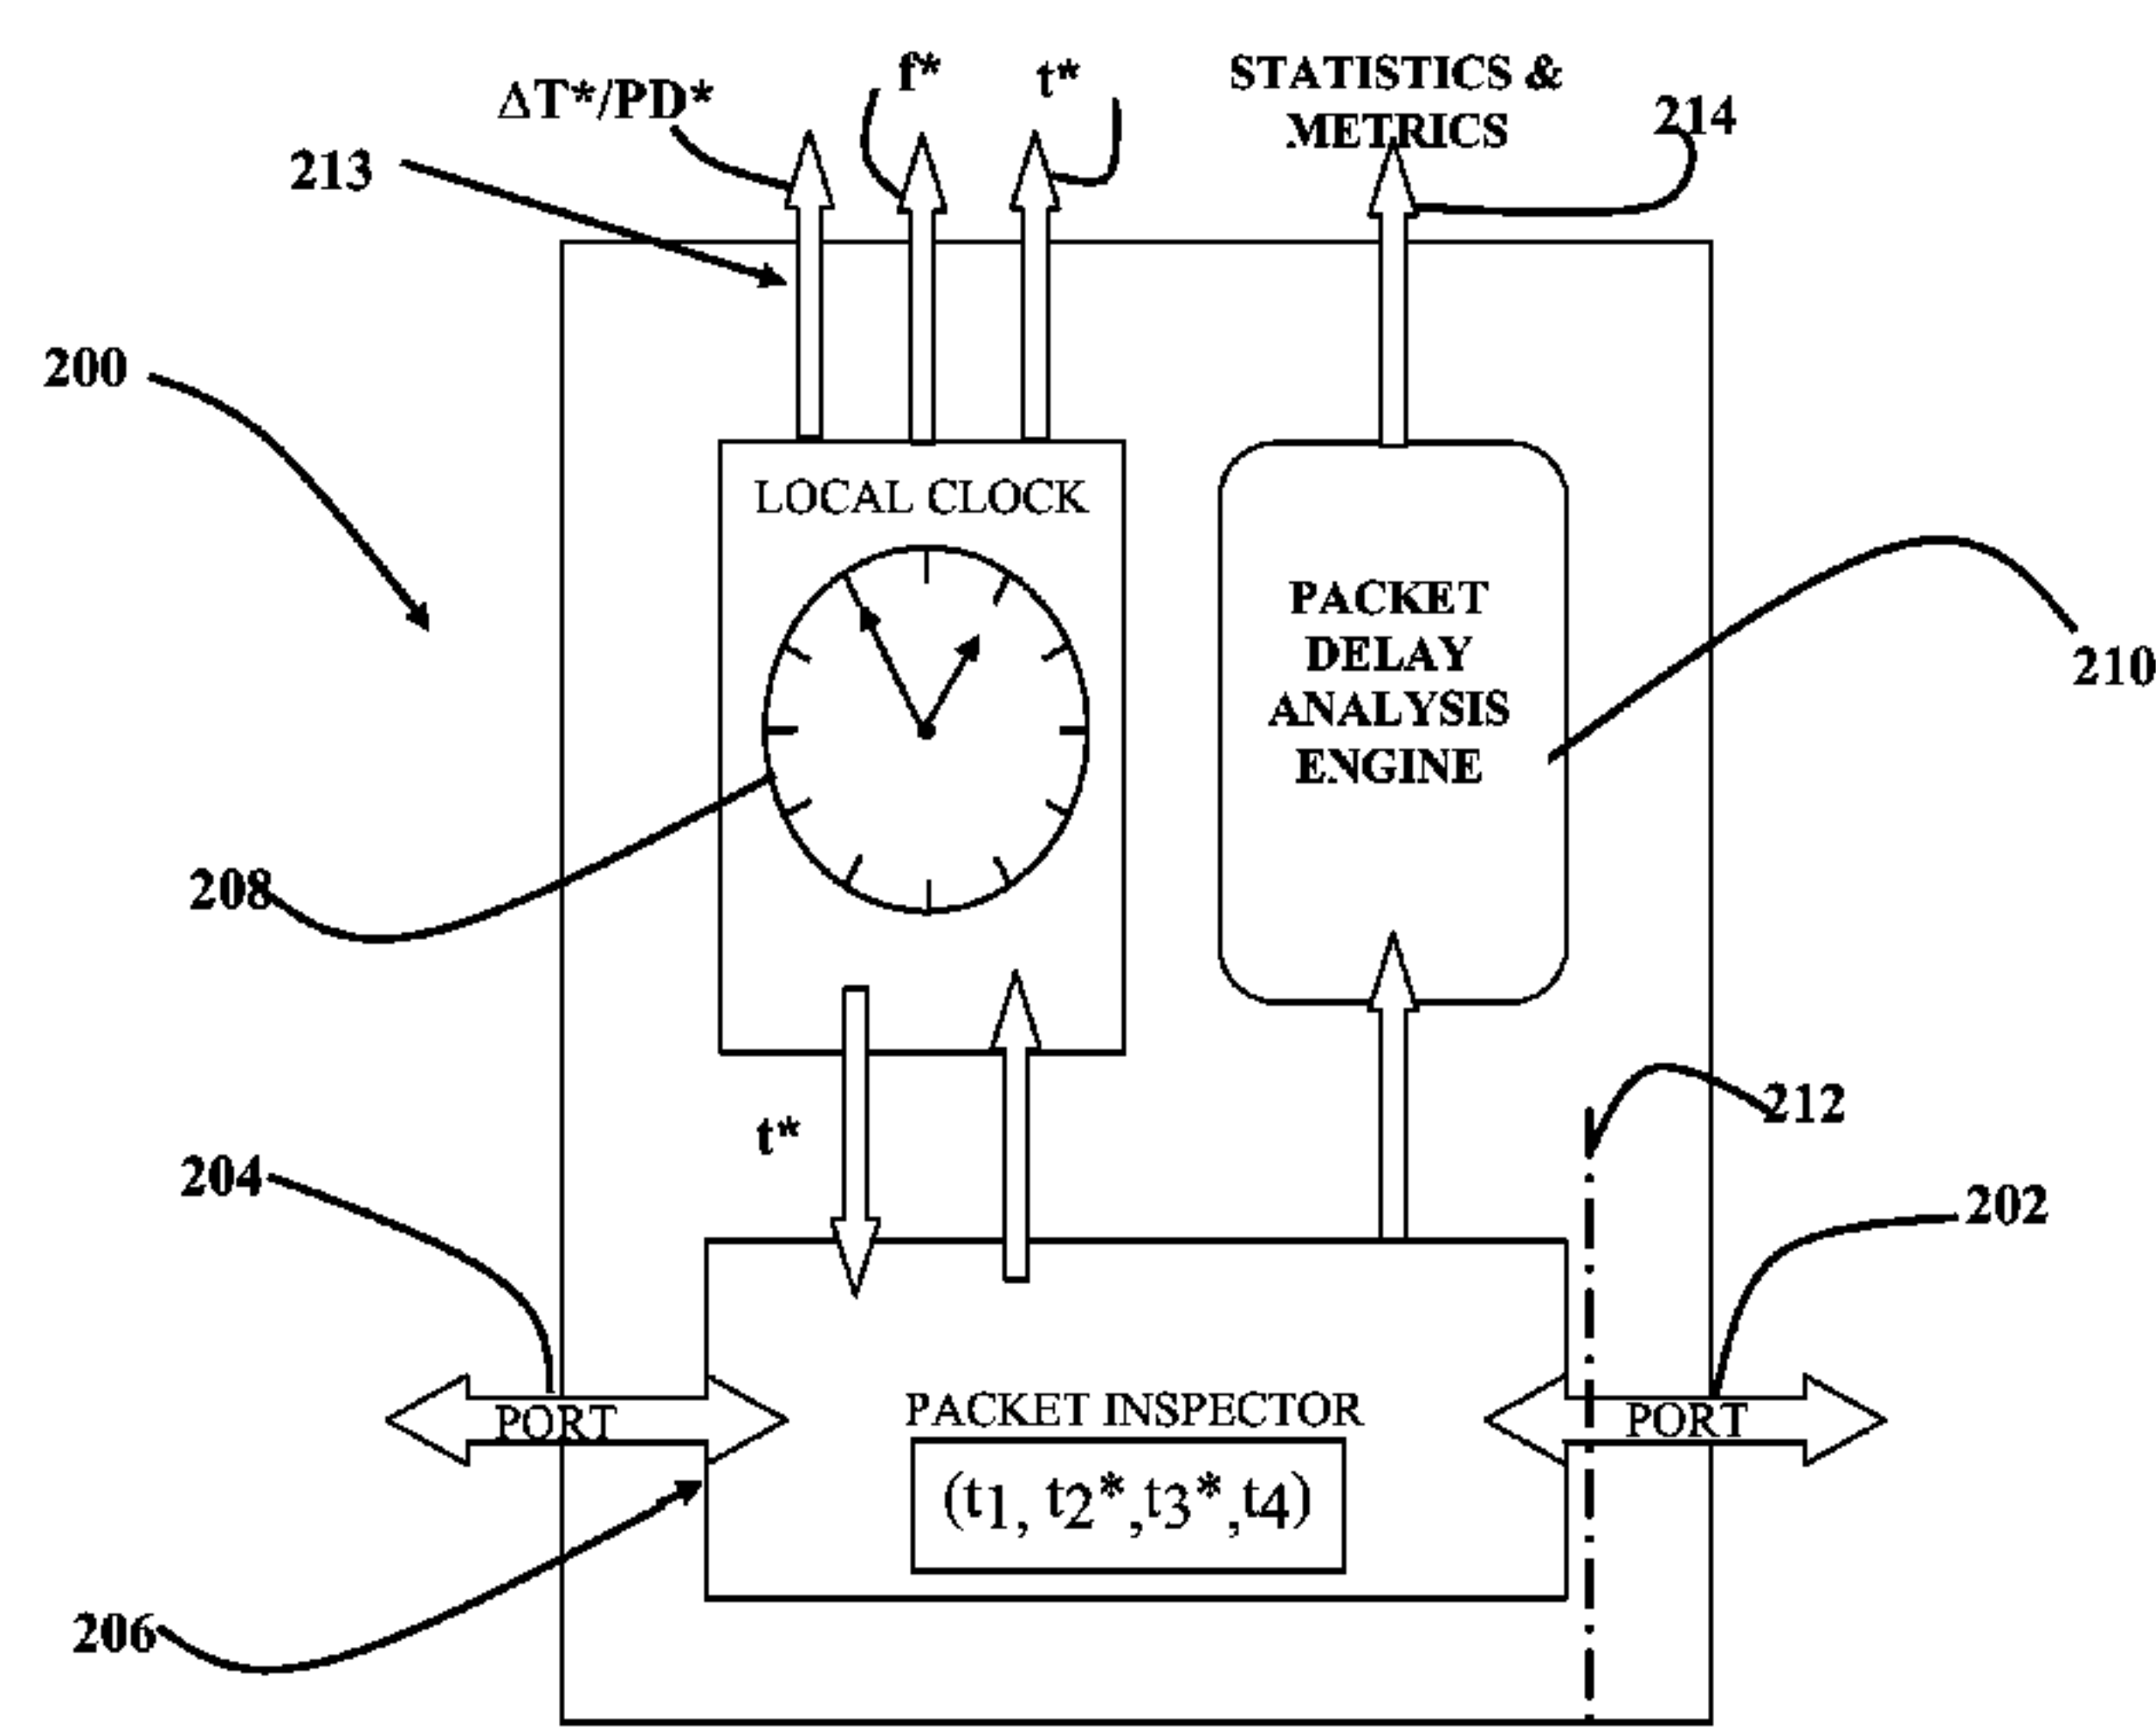 ΔT*/PD*
f*
t*
STATISTICS &
METRICS
214
213
200
LOCAL CLOCK
PACKET
DELAY
ANALYSIS
ENGINE
210
208
212
t*
204
202
PORT
PACKET INSPECTOR
PORT
(t1, t2*,t3*,t4)
206